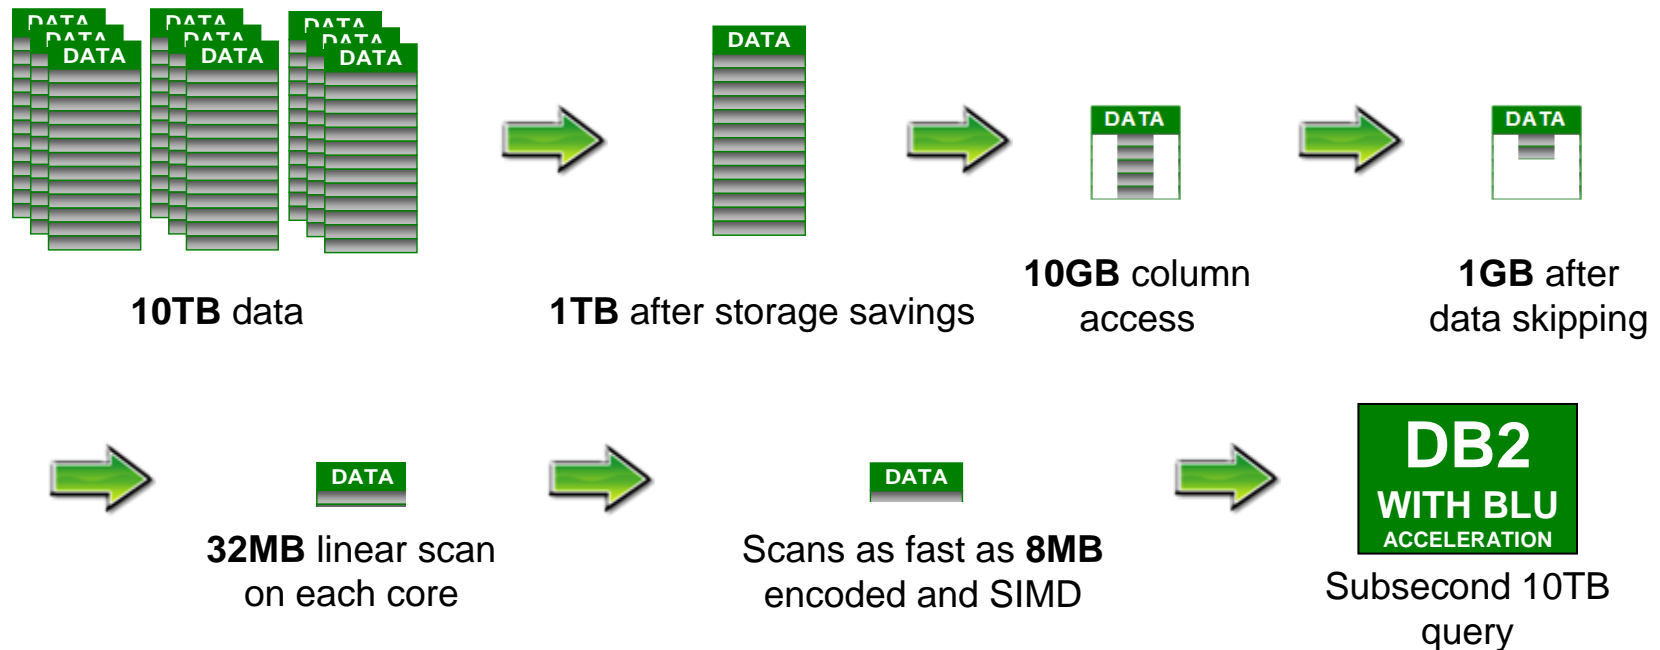 DATA
DATA
DATA
DATA
DATA
DATA
DATA
DATA
DATA
10TB data
DATA
1TB after storage savings
DATA
10GB column
access
DATA
1GB after
data skipping
DATA
32MB linear scan
on each core
DATA
Scans as fast as 8MB
encoded and SIMD
DB2
WITH BLU
ACCELERATION
Subsecond 10TB
query